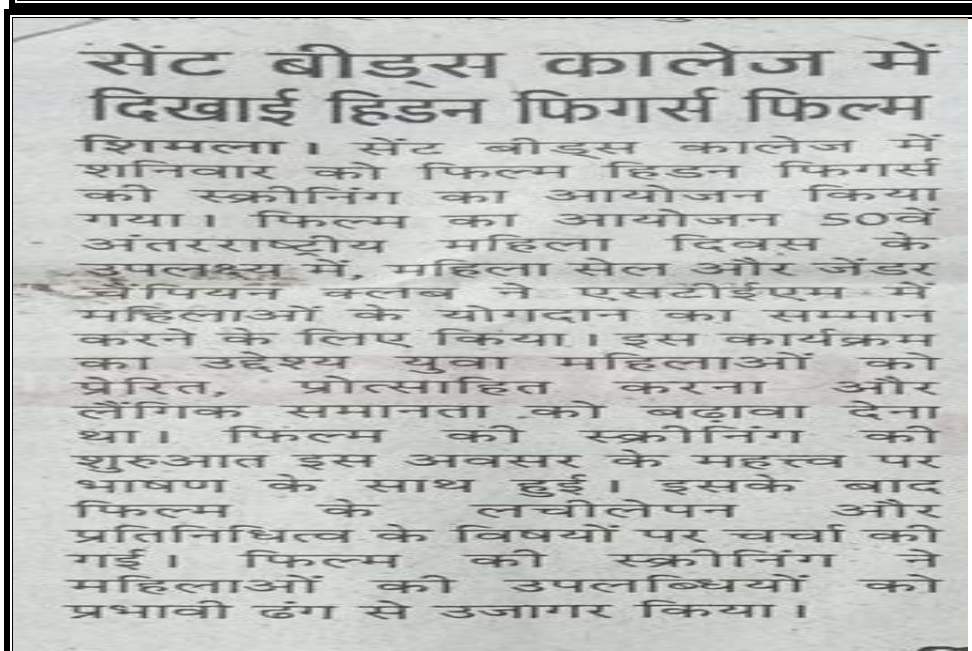 सेंट बीड्स कालेज में
दिखाई हिडन फिगर्स फिल्म
शिमला। सेंट बीड्स कालेज में
शनिवार को फिल्म हिडन फिगर्स
की स्क्रीनिंग का आयोजन किया
गया। फिल्म का आयोजन 50वें
अंतरराष्ट्रीय महिला दिवस के
उपलक्ष्य में, महिला सेल और जेंडर
चैंपियन क्लब ने एसटीईएम में
महिलाओं के योगदान का सम्मान
करने के लिए किया। इस कार्यक्रम
का उद्देश्य युवा महिलाओं को
प्रेरित, प्रोत्साहित करना और
लैंगिक समानता को बढ़ावा देना
था। फिल्म की स्क्रीनिंग की
शुरुआत इस अवसर के महत्त्व पर
भाषण के साथ हुई। इसके बाद
फिल्म के लचीलेपन और
प्रतिनिधित्व के विषयों पर चर्चा की
गई। फिल्म की स्क्रीनिंग ने
महिलाओं की उपलब्धियों को
प्रभावी ढंग से उजागर किया।